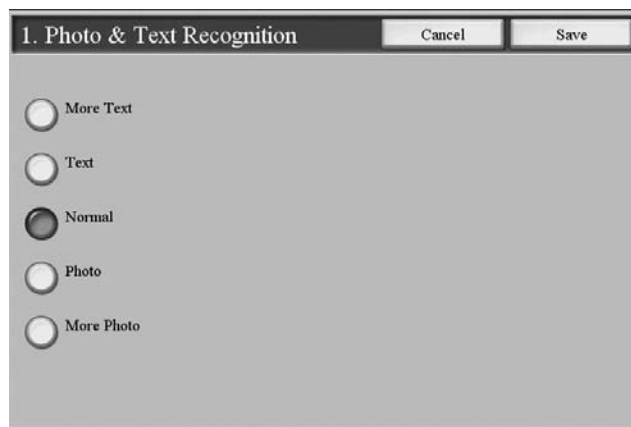 1. Photo & Text Recognition
Cancel
Save
More Text
Text
Normal
Photo
More Photo